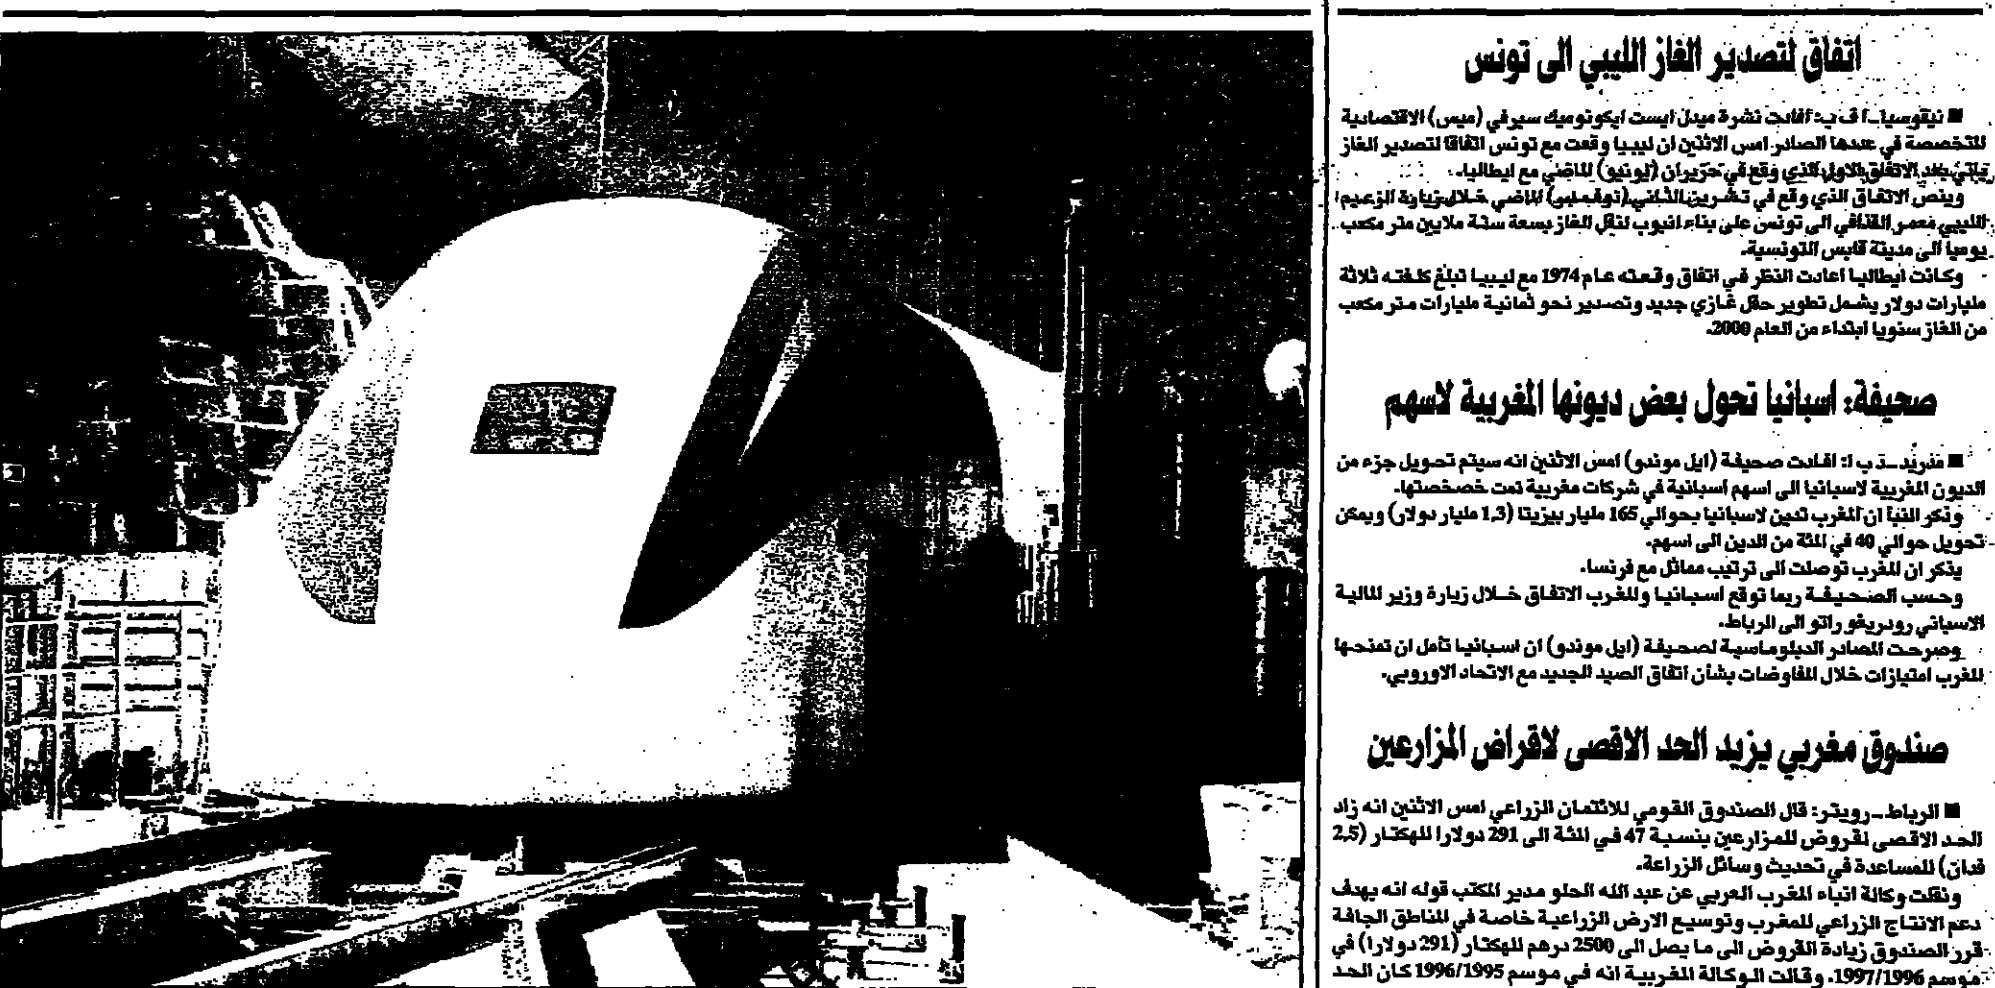 اتفاق لتصدير الغاز الليبي الى تونس
■ نيقوسيا ـ ا ف ب: افادت نشرة ميدل ايست ايكونوميك سيرفي (ميس) الاقتصادية
المتخصصة في عددها الصادر امس الاثنين ان ليبيا وقعت مع تونس اتفاقا لتصدير الغاز
ياتي بعد الاتفاق الاول الذي وقع في حزيران (يونيو) الماضي مع ايطاليا.
وينص الاتفاق الذي وقع في تشرين الثاني (نوفمبر) الماضي خلال زيارة الزعيم
الليبي معمر القذافي الى تونس على بناء انبوب لنقل الغاز بسعة ستة ملايين متر مكعب
يوميا الى مدينة قابس التونسية.
وكانت ايطاليا اعادت النظر في اتفاق وقعته عام 1974 مع ليبيا تبلغ كلفته ثلاثة
مليارات دولار يشمل تطوير حقل غازي جديد وتصدير نحو ثمانية مليارات متر مكعب
من الغاز سنويا ابتداء من العام 2000.
صحيفة: اسبانيا تحول بعض ديونها المغربية لاسهم
■ مدريد ـ د ب ا: افادت صحيفة (ايل موندو) امس الاثنين انه سيتم تحويل جزء من
الديون المغربية لاسبانيا الى اسهم اسبانية في شركات مغربية تمت خصخصتها.
وذكر النبا ان المغرب تدين لاسبانيا بحوالي 165 مليار بيزيتا (1,3 مليار دولار) ويمكن
تحويل حوالي 40 في المئة من الدين الى اسهم.
يذكر ان المغرب توصلت الى ترتيب مماثل مع فرنسا.
وحسب الصحيفة ربما توقع اسبانيا والمغرب الاتفاق خلال زيارة وزير المالية
الاسباني رودريغو راتو الى الرباط.
وصرحت المصادر الدبلوماسية لصحيفة (ايل موندو) ان اسبانيا تأمل ان تمنحها
المغرب امتيازات خلال المفاوضات بشأن اتفاق الصيد الجديد مع الاتحاد الاوروبي.
صندوق مغربي يزيد الحد الاقصى لاقراض المزارعين
■ الرباط ـ رويتر: قال الصندوق القومي للائتمان الزراعي امس الاثنين انه زاد
الحد الاقصى لقروض للمزارعين بنسبة 47 في المئة الى 291 دولارا للهكتار (2,5
فدان) للمساعدة في تحديث وسائل الزراعة.
ونقلت وكالة انباء المغرب العربي عن عبد الله الحلو مدير المكتب قوله انه بهدف
دعم الانتاج الزراعي للمغرب وتوسيع الارض الزراعية خاصة في المناطق الجافة
قرر الصندوق زيادة القروض الى ما يصل الى 2500 درهم للهكتار (291 دولارا) في
موسم 1997/1996. وقالت الوكالة المغربية انه في موسم 1996/1995 كان الحد